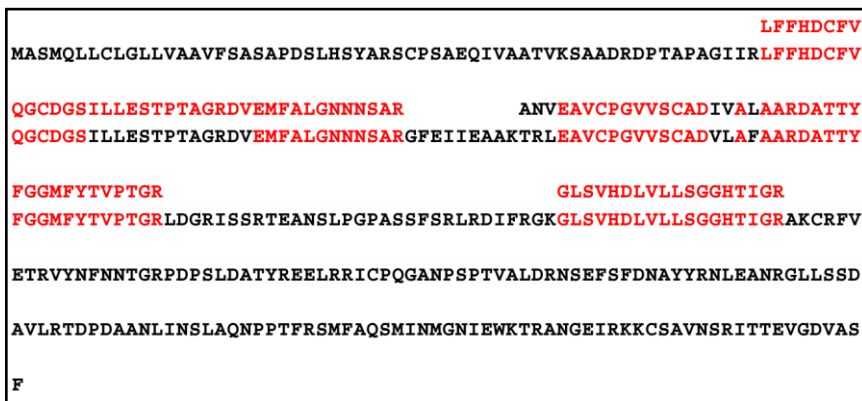 LFFHDCFV
MASMQLLCLGLLVAAVFSASAPDSLHSYARSCPSAEQIVAATVKSAADRDPTAPAGIIRLFFHDCFV
QGCDGSILLESTPTAGRDVEMFALGNNNSAR ANVEAVCPGVVSCADIVALAARDATTY
QGCDGSILLESTPTAGRDVEMFALGNNNSARGFEIIEAAKTRLEAVCPGVVSCADVLAFAARDATTY
FGGMFYTVPTGR GLSVHDLVLLSGGHTIGR
FGGMFYTVPTGRLDGRISSRTEANSLPGPASSFSRLRDIFRGKGLSVHDLVLLSGGHTIGRAKCRFV
ETRVYNFNNTGRPDPSLDATYREELRRICPQGANPSPTVALDRNSEFSFDNAYYRNLEANRGLLSSD
AVLRTDPDAANLINSLAQNPPTFRSMFAQSMINMGNIEWKTRANGEIRKKCSAVNSRITTEVGDVAS
F